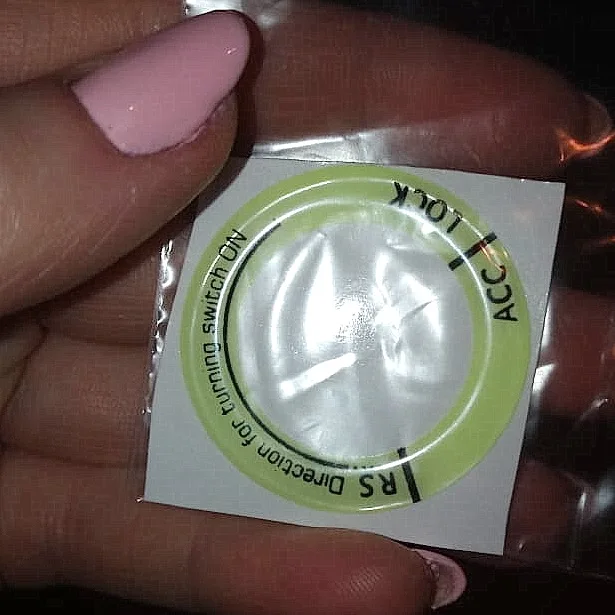 LOCK
ACC
RS Direction for turning switch ON